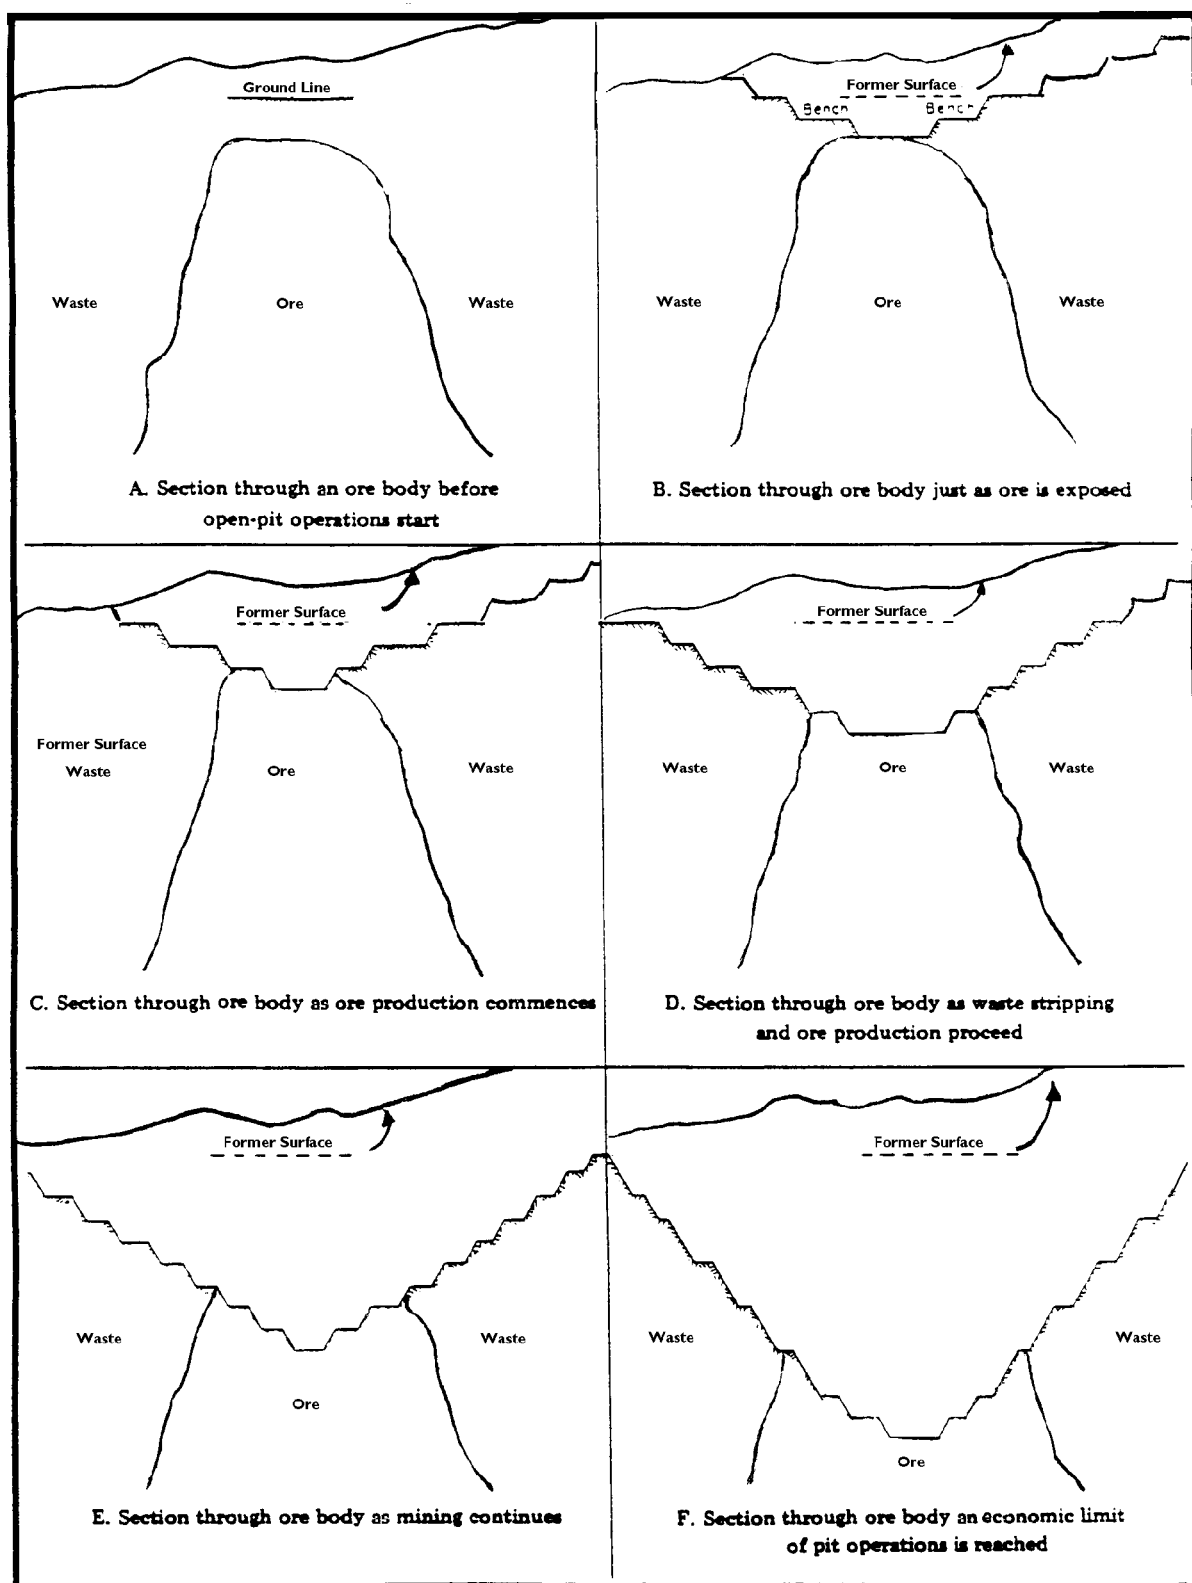 Ground Line
Waste
Ore
Waste
A. Section through an ore body before
open-pit operations start
Former Surface
Bench
Bench
Waste
Ore
Waste
B. Section through ore body just as ore is exposed
Former Surface
Former Surface
Waste
Ore
Waste
C. Section through ore body as ore production commences
Former Surface
Waste
Ore
Waste
D. Section through ore body as waste stripping
and ore production proceed
Former Surface
Waste
Waste
Ore
E. Section through ore body as mining continues
Former Surface
Waste
Waste
Ore
F. Section through ore body an economic limit
of pit operations is reached